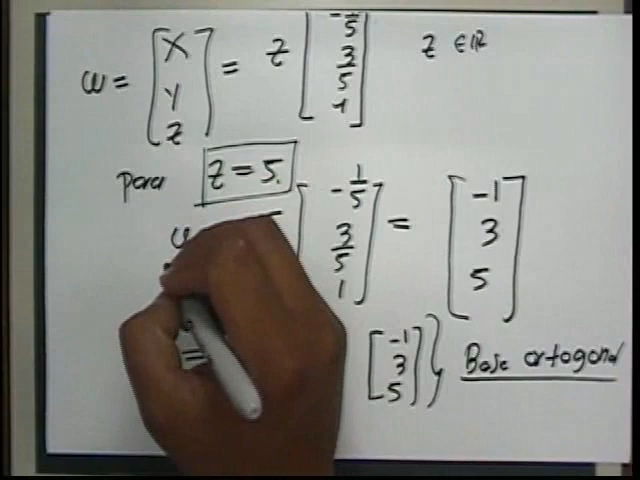 ω = [X Y Z] = z [-1/5 3/5 1] z ∈ ℝ
para z = 5.
[-1/5 3/5 1] = [-1 3 5]
= [-1 3 5]} Base ortogonal